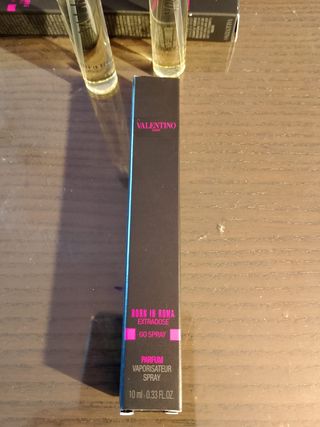 VALENTINO
BORN IN ROMA
EXTRADOSE
GO SPRAY
PARFUM
VAPORISATEUR
SPRAY
10 ml - 0.33 FL.OZ.